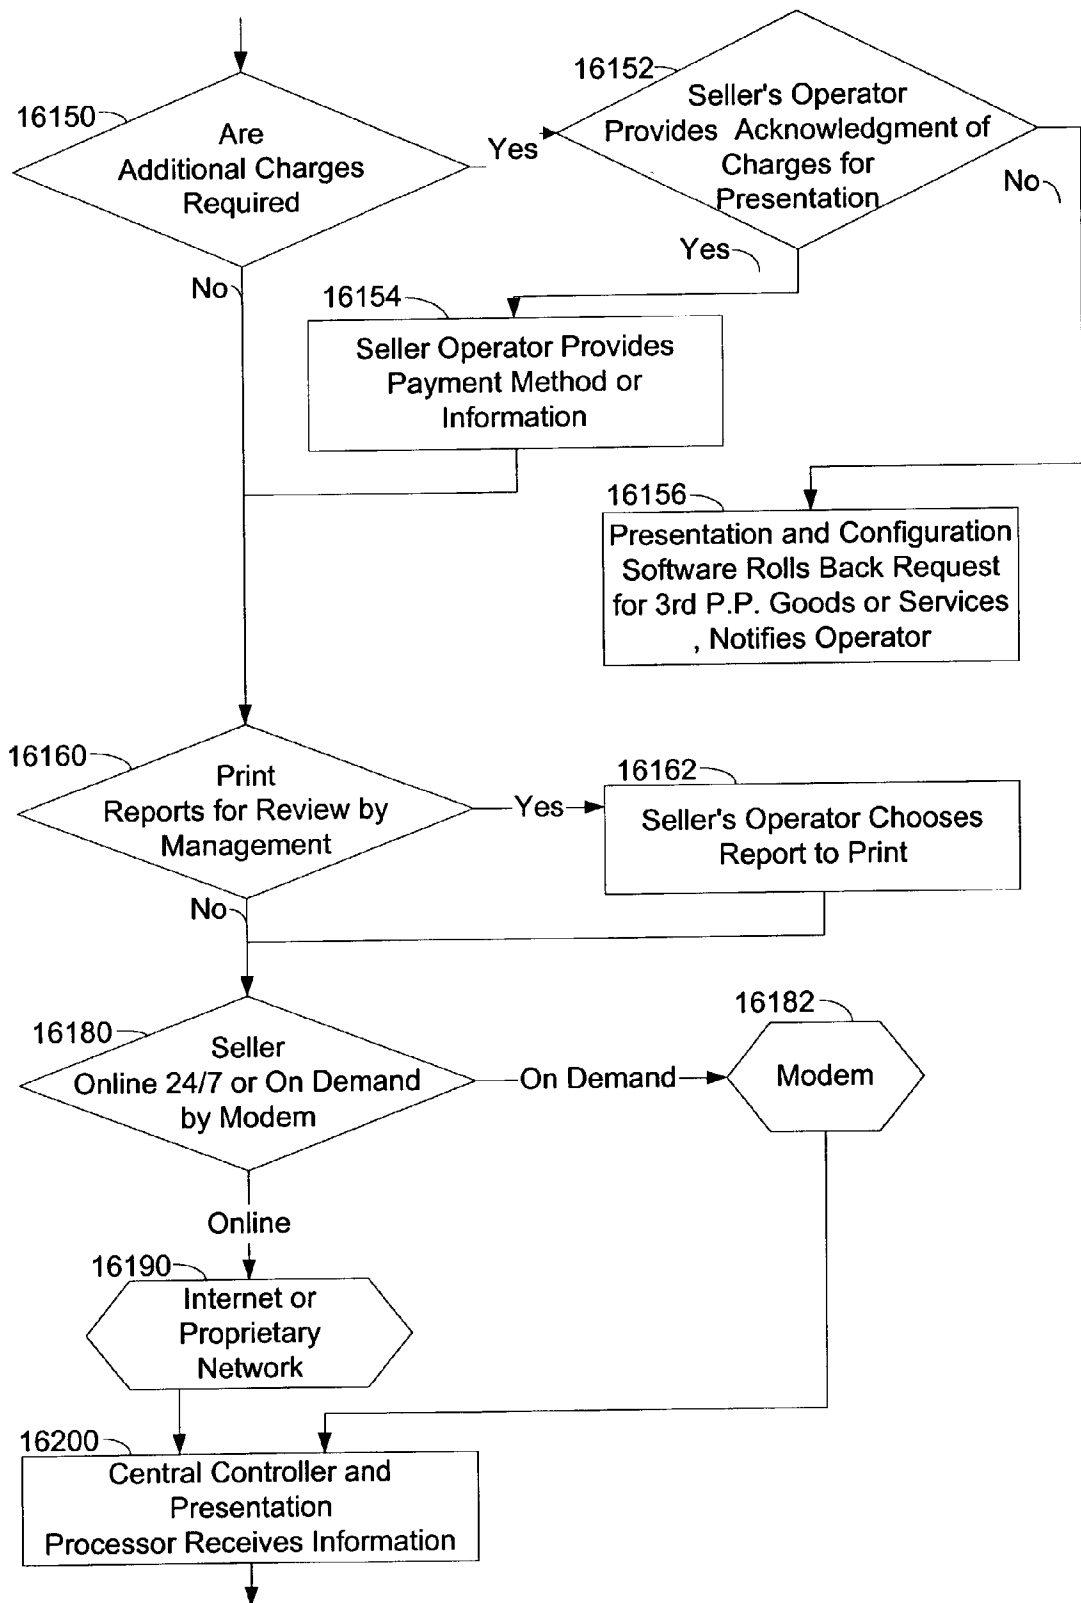 16150
Are
Additional Charges
Required
Yes
16152
Seller's Operator
Provides Acknowledgment of
Charges for
Presentation
No
Yes
No
16154
Seller Operator Provides
Payment Method or
Information
16156
Presentation and Configuration
Software Rolls Back Request
for 3rd P.P. Goods or Services
, Notifies Operator
16160
Print
Reports for Review by
Management
Yes
16162
Seller's Operator Chooses
Report to Print
No
16180
Seller
Online 24/7 or On Demand
by Modem
On Demand
16182
Modem
Online
16190
Internet or
Proprietary
Network
16200
Central Controller and
Presentation
Processor Receives Information